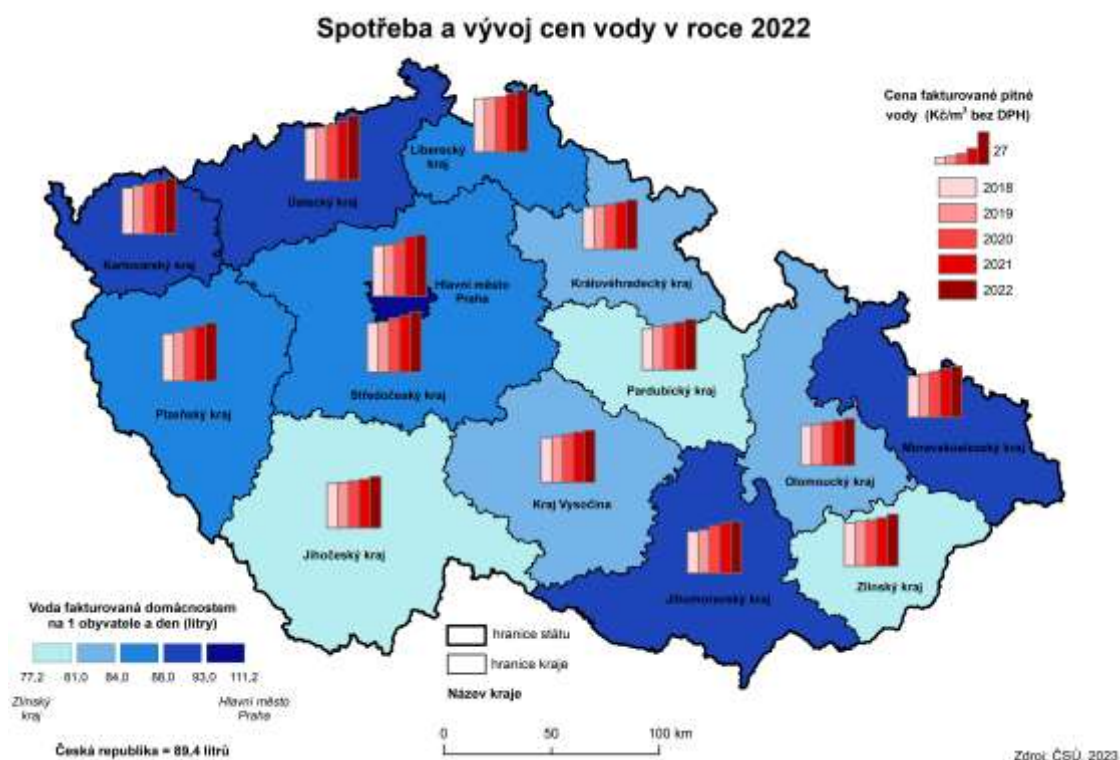 Spotřeba a vývoj cen vody v roce 2022
Cena fakturované pitné
vody (Kč/m³ bez DPH)
27
2018
2019
2020
2021
2022
Liberecký
kraj
Ústecký kraj
Karlovarský kraj
Hlavní město
Praha
Královéhradecký kraj
Plzeňský kraj
Středočeský kraj
Pardubický kraj
Moravskoslezský kraj
Olomoucký kraj
Kraj Vysočina
Jihočeský kraj
Jihomoravský kraj
Zlínský kraj
Voda fakturovaná domácnostem
na 1 obyvatele a den (litry)
77,2 81,0 84,0 88,0 93,0 111,2
Zlínský
kraj
Hlavní město
Praha
Česká republika = 89,4 litrů
hranice státu
hranice kraje
Název kraje
0 50 100 km
Zdroj: ČSÚ, 2023